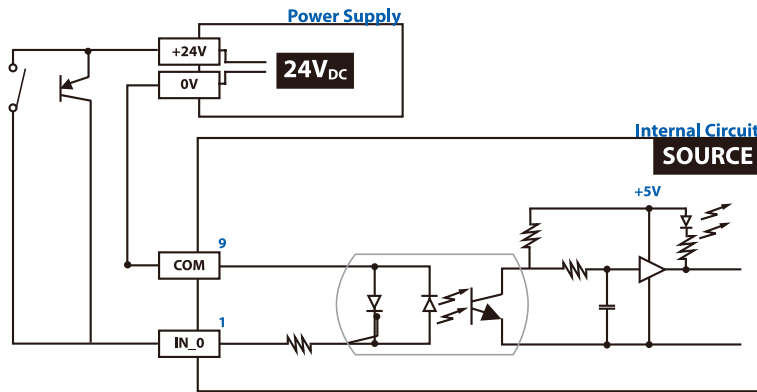 Power Supply
+24V
24VDC
0V
Internal Circuit
SOURCE
+5V
9
COM
1
IN_0